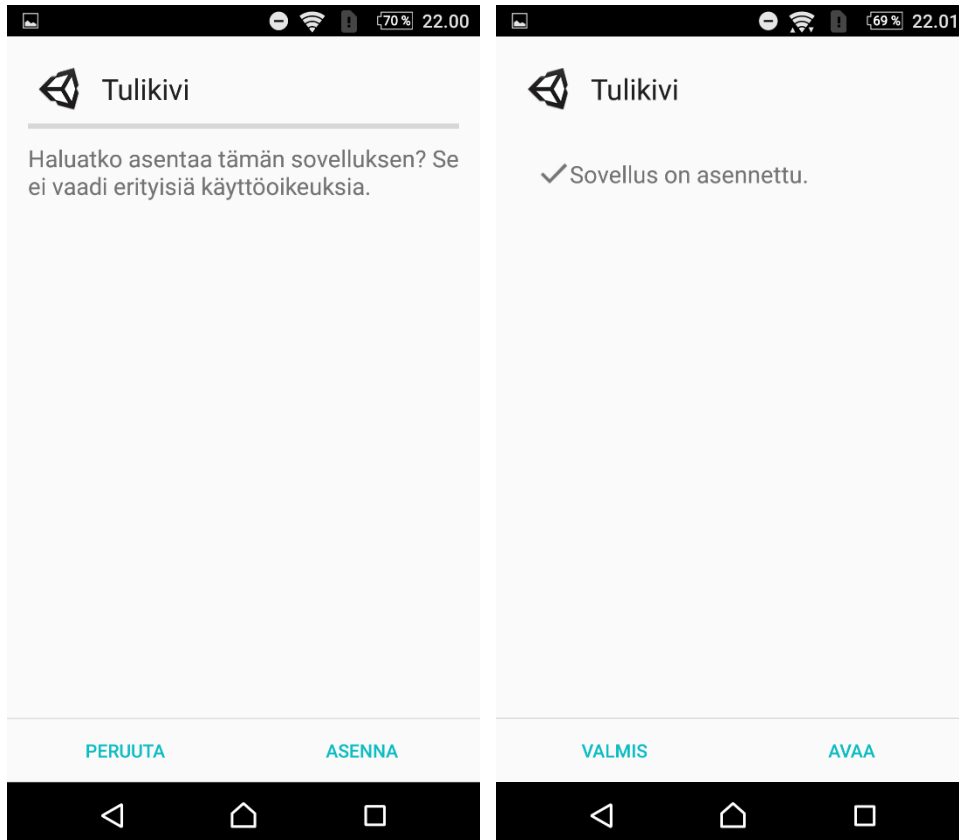 70 % 22.00
Tulikivi
Haluatko asentaa tämän sovelluksen? Se
ei vaadi erityisiä käyttöoikeuksia.
PERUUTA ASENNA
69 % 22.01
Tulikivi
Sovellus on asennettu.
VALMIS AVAA